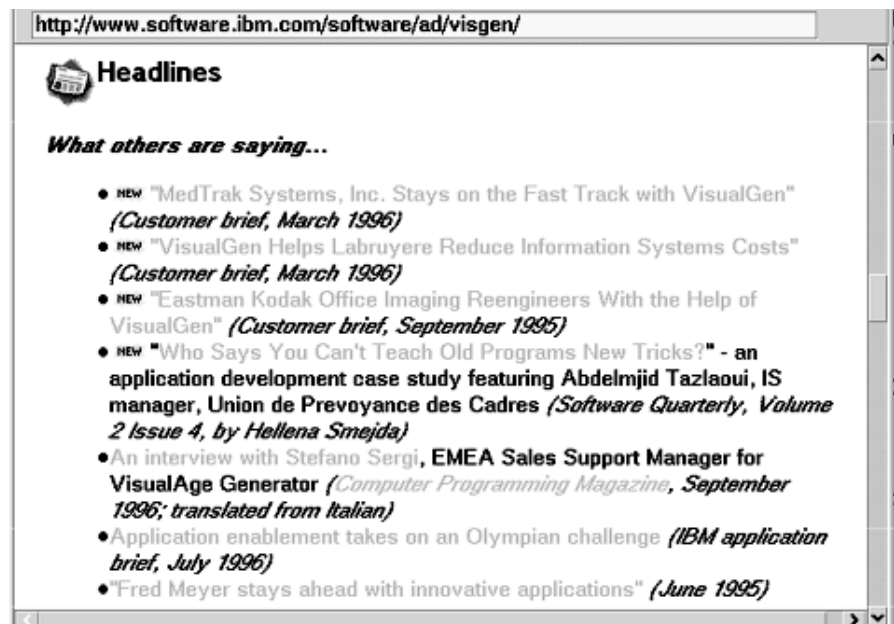 http://www.software.ibm.com/software/ad/visgen/
Headlines
What others are saying...
NEW "MedTrak Systems, Inc. Stays on the Fast Track with VisualGen"
(Customer brief, March 1996)
NEW "VisualGen Helps Labruyere Reduce Information Systems Costs"
(Customer brief, March 1996)
NEW "Eastman Kodak Office Imaging Reengineers With the Help of
VisualGen" (Customer brief, September 1995)
NEW "Who Says You Can't Teach Old Programs New Tricks?" - an
application development case study featuring Abdelmjid Tazlaoui, IS
manager, Union de Prevoyance des Cadres (Software Quarterly, Volume
2 Issue 4, by Hellena Smejda)
An interview with Stefano Sergi, EMEA Sales Support Manager for
VisualAge Generator (Computer Programming Magazine, September
1996; translated from Italian)
Application enablement takes on an Olympian challenge (IBM application
brief, July 1996)
"Fred Meyer stays ahead with innovative applications" (June 1995)